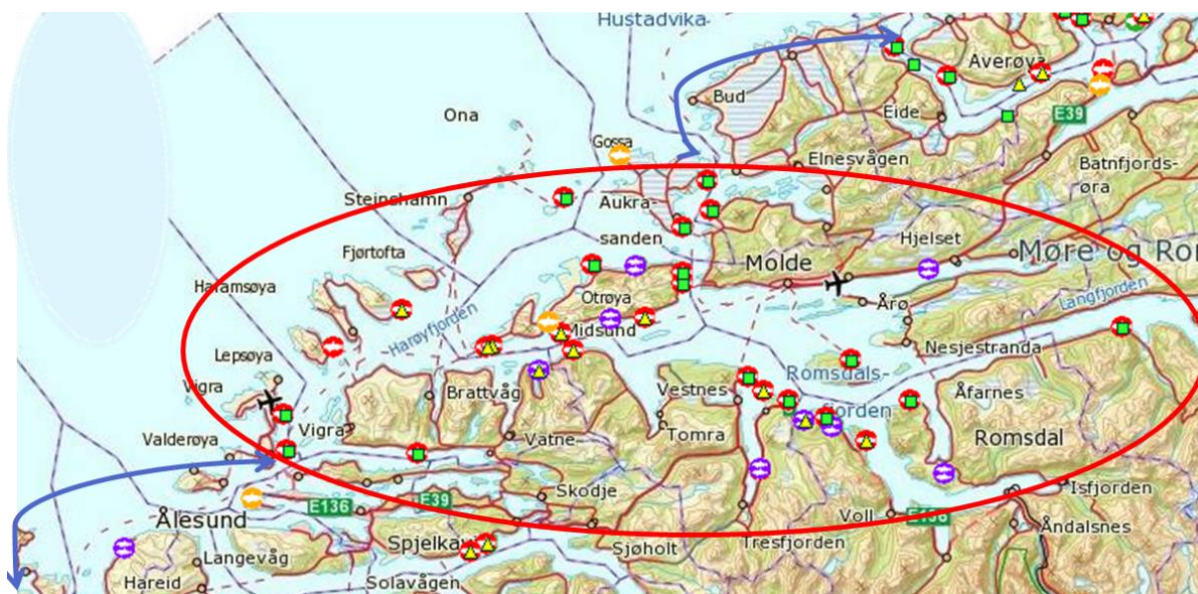 Hustadvika
Averøya
Bud
Ona
Eide
E39
Gossa
Elnesvågen
Batnfjords-
øra
Steinshamn
Aukra-
sanden
Hjelset
Møre og Ro
Fjørtofta
Molde
Haramsøya
Otrøya
Årø
Langfjorden
Harøyfjorden
Midsund
Nesjestranda
Lepsøya
Romsdals-
fjorden
Vigra
Brattvåg
Vestnes
Åfarnes
Vigra
Valderøya
Vatne
Tomra
Romsdal
Skodje
Isfjorden
E136
E39
Ålesund
Voll
E136
Åndalsnes
Langevåg
Spjelka
Sjøholt
Tresfjorden
Hareid
Solavågen